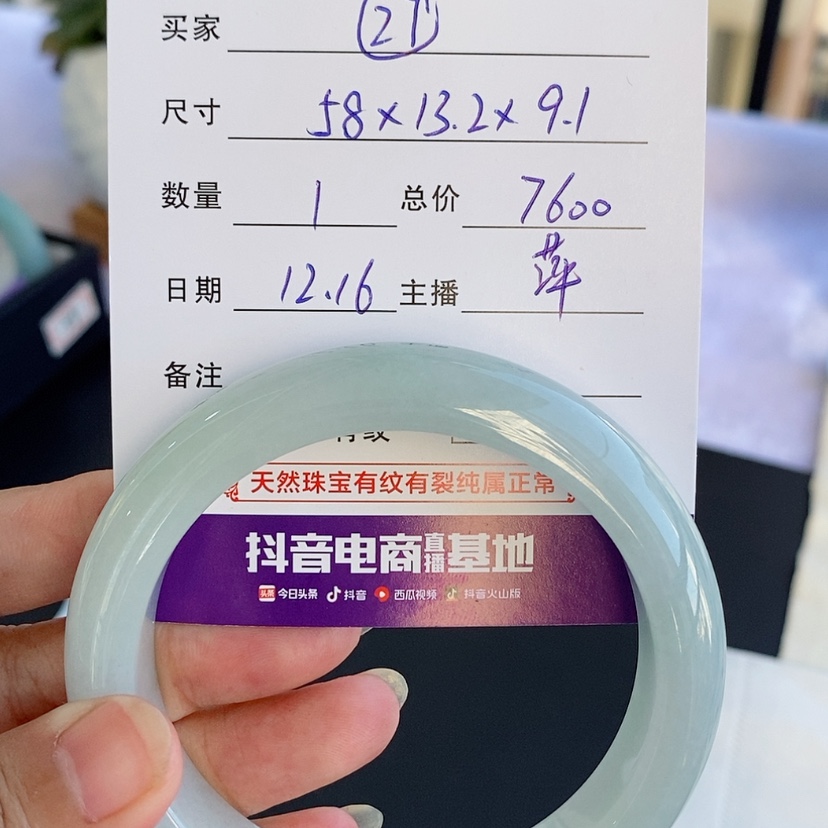 买家 27
尺寸 58×13.2×9.1
数量 1 总价 7600
日期 12.16 主播 萍
备注
天然珠宝有纹有裂纯属正常
抖音电商直播基地
头条 今日头条 抖音 西瓜视频 抖音火山版